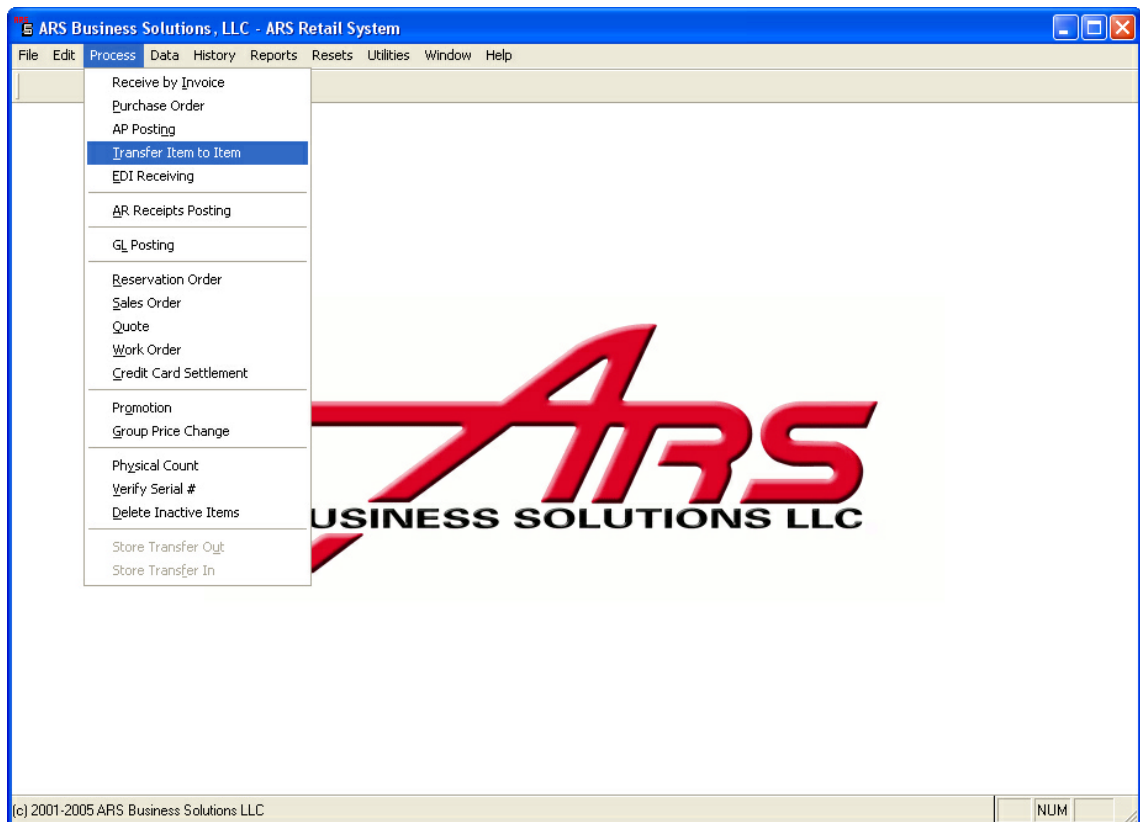 ARS Business Solutions, LLC - ARS Retail System
File Edit Process Data History Reports Resets Utilities Window Help
Receive by Invoice
Purchase Order
AP Posting
Transfer Item to Item
EDI Receiving
AR Receipts Posting
GL Posting
Reservation Order
Sales Order
Quote
Work Order
Credit Card Settlement
Promotion
Group Price Change
Physical Count
Verify Serial #
Delete Inactive Items
Store Transfer Out
Store Transfer In
ARS
USINESS SOLUTIONS LLC
(c) 2001-2005 ARS Business Solutions LLC
NUM